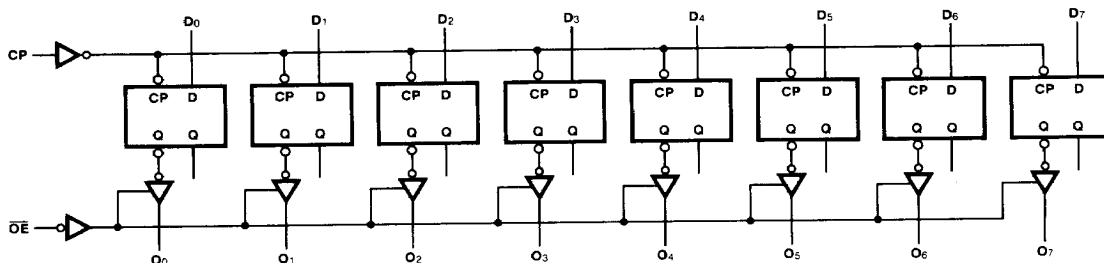 D0 D1 D2 D3 D4 D5 D6 D7
CP
CP D CP D CP D CP D CP D CP D CP D CP D
Q Q Q Q Q Q Q Q Q Q Q Q Q Q Q Q
OE
O0 O1 O2 O3 O4 O5 O6 O7